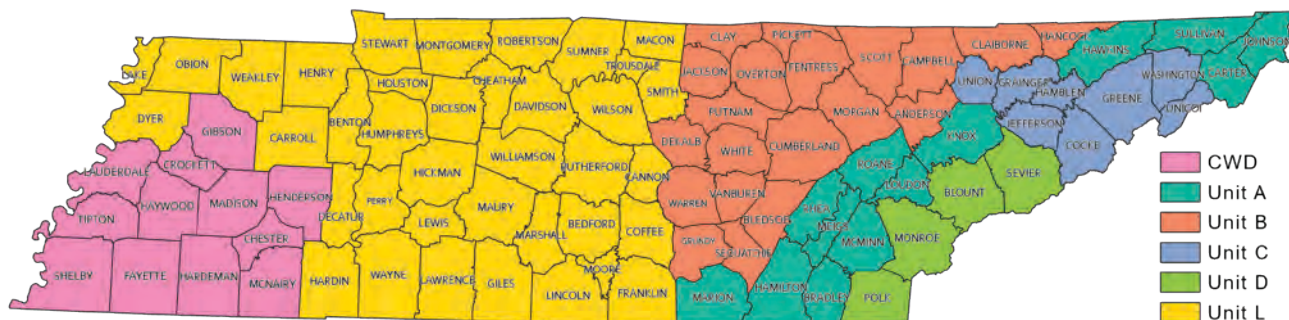 LAKE
OBION
WEAKLEY
HENRY
STEWART
MONTGOMERY
ROBERTSON
SUMNER
MACON
TROUSDALE
CLAY
PICKETT
SCOTT
CAMPBELL
CLAIBORNE
HANCOCK
HAWKINS
SULLIVAN
JOHNSON
DYER
GIBSON
CARROLL
BENTON
HOUSTON
HUMPHREYS
DICKSON
CHEATHAM
DAVIDSON
WILSON
SMITH
JACKSON
OVERTON
FENTRESS
MORGAN
ANDERSON
UNION
GRAINGER
HAMBLEN
GREENE
WASHINGTON
CARTER
UNICOI
LAUDERDALE
CROCKETT
HAYWOOD
MADISON
HENDERSON
DECATUR
PERRY
HICKMAN
WILLIAMSON
RUTHERFORD
CANNON
DEKALB
PUTNAM
WHITE
CUMBERLAND
ROANE
KNOX
JEFFERSON
COCKE
TIPTON
CHESTER
LEWIS
MAURY
MARSHALL
BEDFORD
COFFEE
WARREN
VANBUREN
BLEDSOE
RHEA
MEIGS
LOUDON
BLOUNT
SEVIER
SHELBY
FAYETTE
HARDEMAN
MCNAIRY
HARDIN
WAYNE
LAWRENCE
GILES
LINCOLN
MOORE
FRANKLIN
GRUNDY
SEQUATCHIE
MARION
HAMILTON
BRADLEY
MCMINN
MONROE
POLK
CWD
Unit A
Unit B
Unit C
Unit D
Unit L